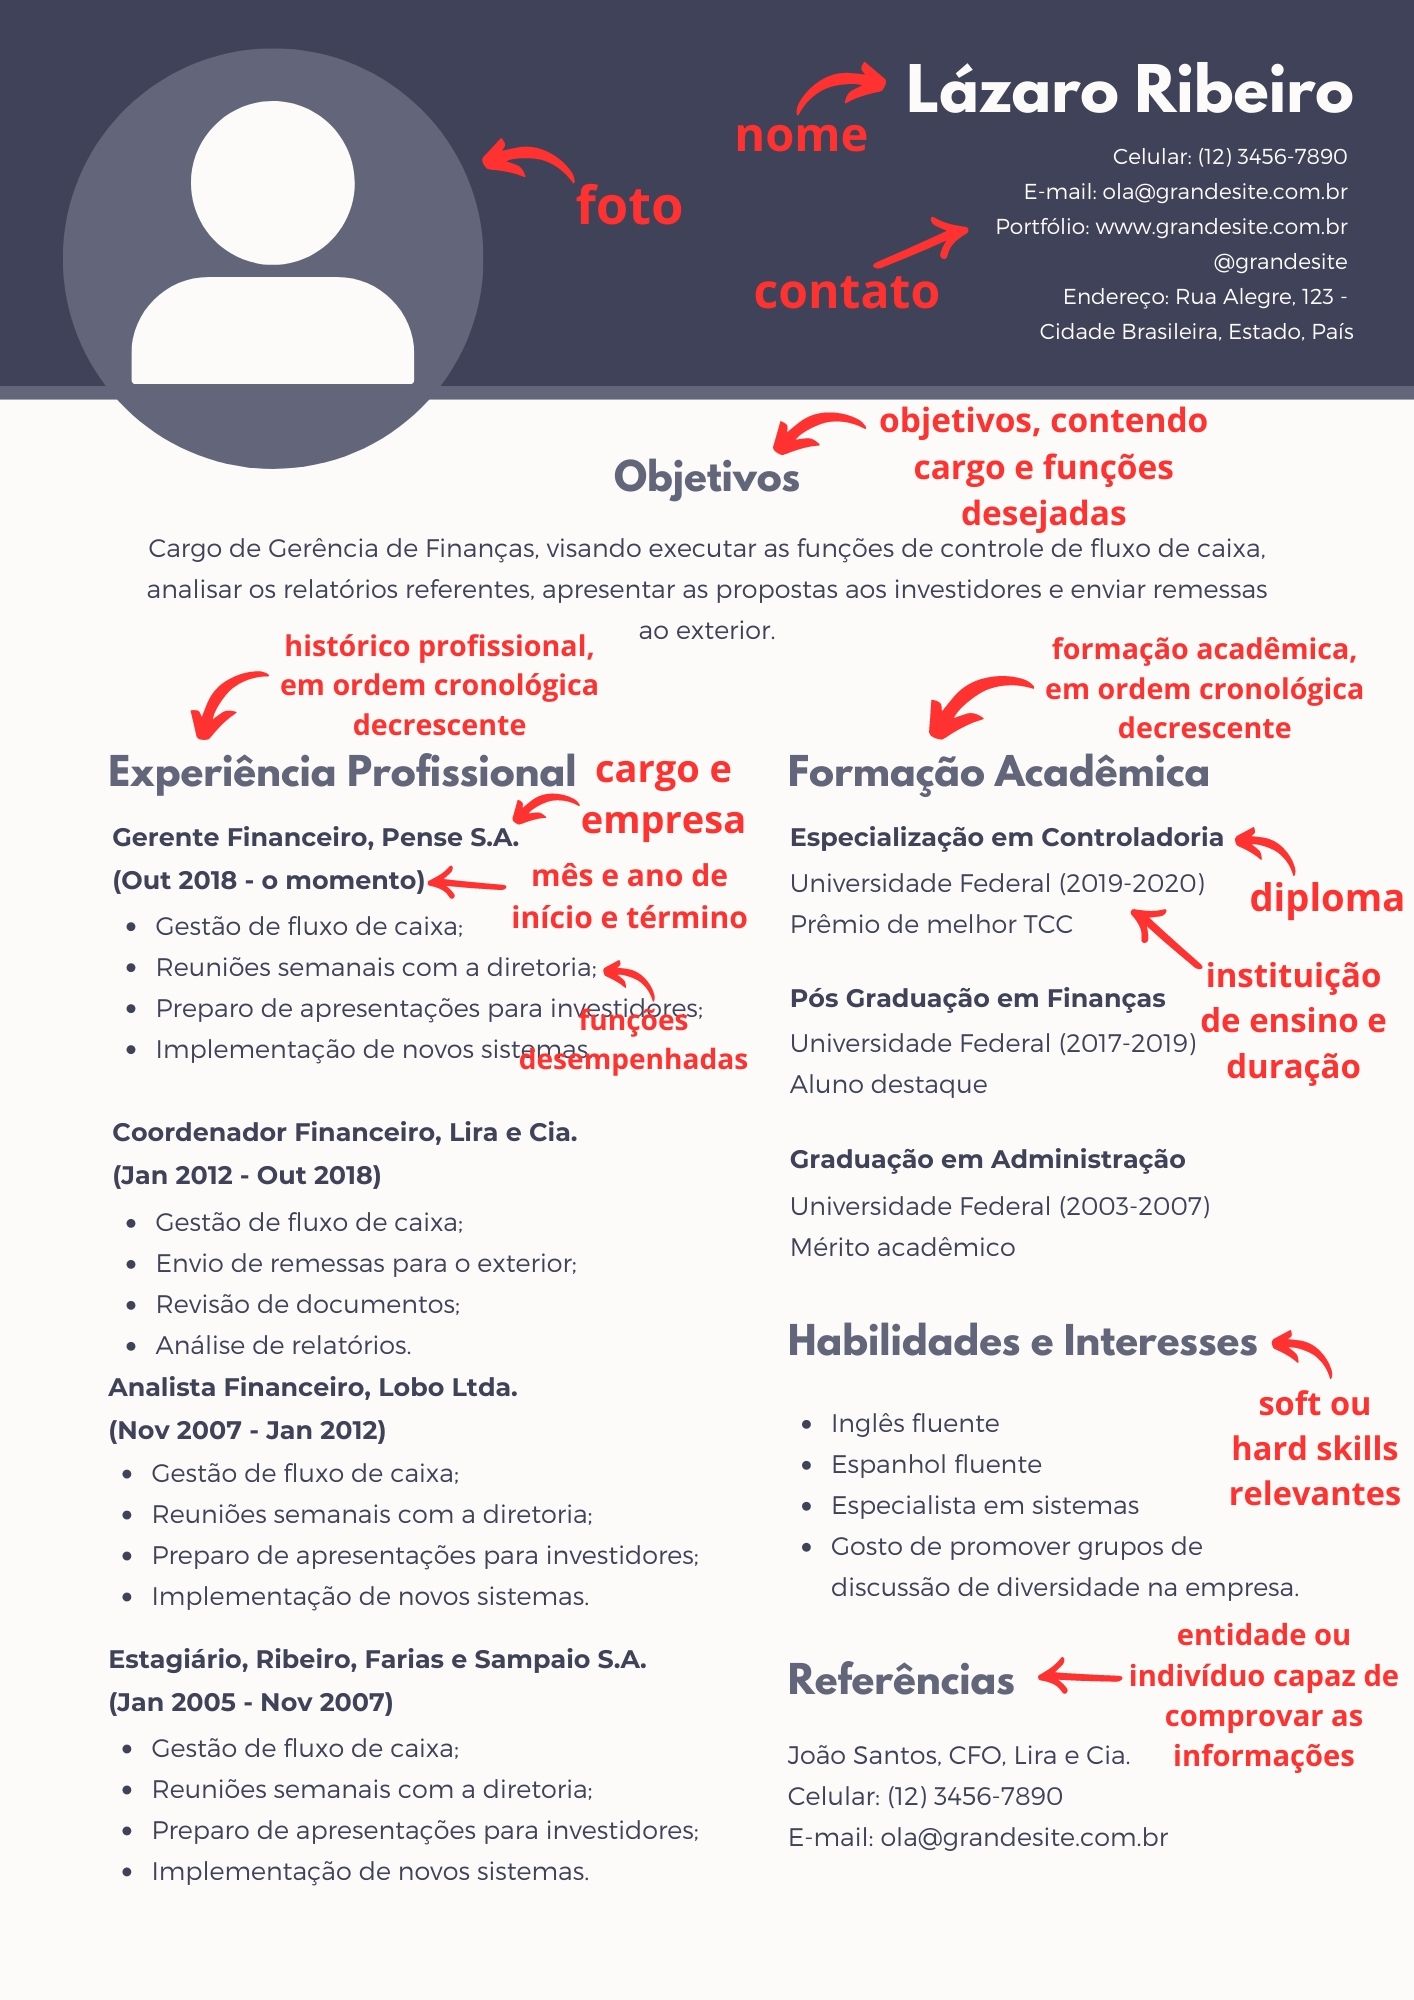 Lázaro Ribeiro
nome
Celular: (12) 3456-7890
E-mail: ola@grandesite.com.br
Portfólio: www.grandesite.com.br
@grandesite
Endereço: Rua Alegre, 123 -
Cidade Brasileira, Estado, País
foto
contato
objetivos, contendo
cargo e funções
desejadas
Objetivos
Cargo de Gerência de Finanças, visando executar as funções de controle de fluxo de caixa,
analisar os relatórios referentes, apresentar as propostas aos investidores e enviar remessas
ao exterior.
histórico profissional,
em ordem cronológica
decrescente
Experiência Profissional
cargo e
empresa
Gerente Financeiro, Pense S.A.
(Out 2018 - o momento)
mês e ano de
início e término
Gestão de fluxo de caixa;
Reuniões semanais com a diretoria;
Preparo de apresentações para investidores;
Implementação de novos sistemas
funções
desempenhadas
Coordenador Financeiro, Lira e Cia.
(Jan 2012 - Out 2018)
Gestão de fluxo de caixa;
Envio de remessas para o exterior;
Revisão de documentos;
Análise de relatórios.
Analista Financeiro, Lobo Ltda.
(Nov 2007 - Jan 2012)
Gestão de fluxo de caixa;
Reuniões semanais com a diretoria;
Preparo de apresentações para investidores;
Implementação de novos sistemas.
Estagiário, Ribeiro, Farias e Sampaio S.A.
(Jan 2005 - Nov 2007)
Gestão de fluxo de caixa;
Reuniões semanais com a diretoria;
Preparo de apresentações para investidores;
Implementação de novos sistemas.
formação acadêmica,
em ordem cronológica
decrescente
Formação Acadêmica
Especialização em Controladoria
Universidade Federal (2019-2020)
Prêmio de melhor TCC
diploma
instituição
de ensino e
duração
Pós Graduação em Finanças
Universidade Federal (2017-2019)
Aluno destaque
Graduação em Administração
Universidade Federal (2003-2007)
Mérito acadêmico
Habilidades e Interesses
soft ou
hard skills
relevantes
Inglês fluente
Espanhol fluente
Especialista em sistemas
Gosto de promover grupos de
discussão de diversidade na empresa.
Referências
entidade ou
indivíduo capaz de
comprovar as
informações
João Santos, CFO, Lira e Cia.
Celular: (12) 3456-7890
E-mail: ola@grandesite.com.br